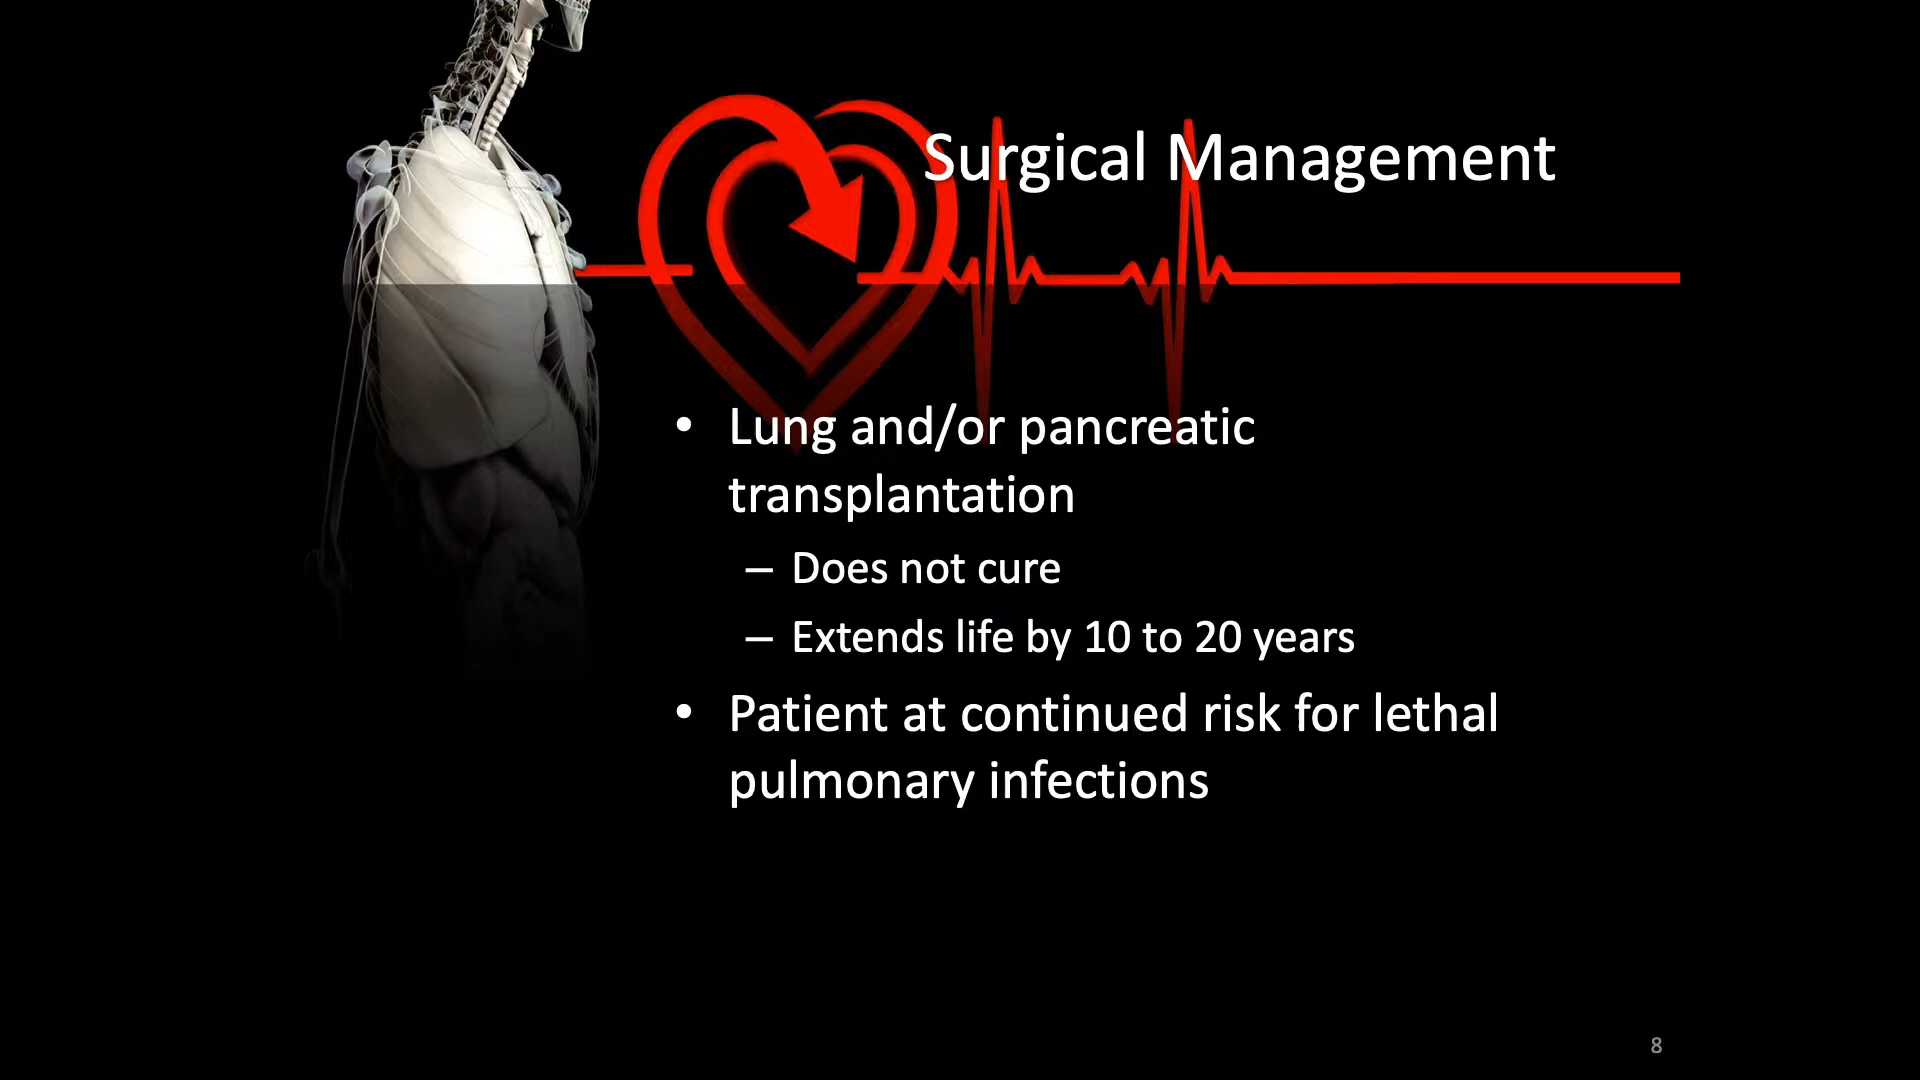 Surgical Management
• Lung and/or pancreatic
transplantation
– Does not cure
– Extends life by 10 to 20 years
• Patient at continued risk for lethal
pulmonary infections
8